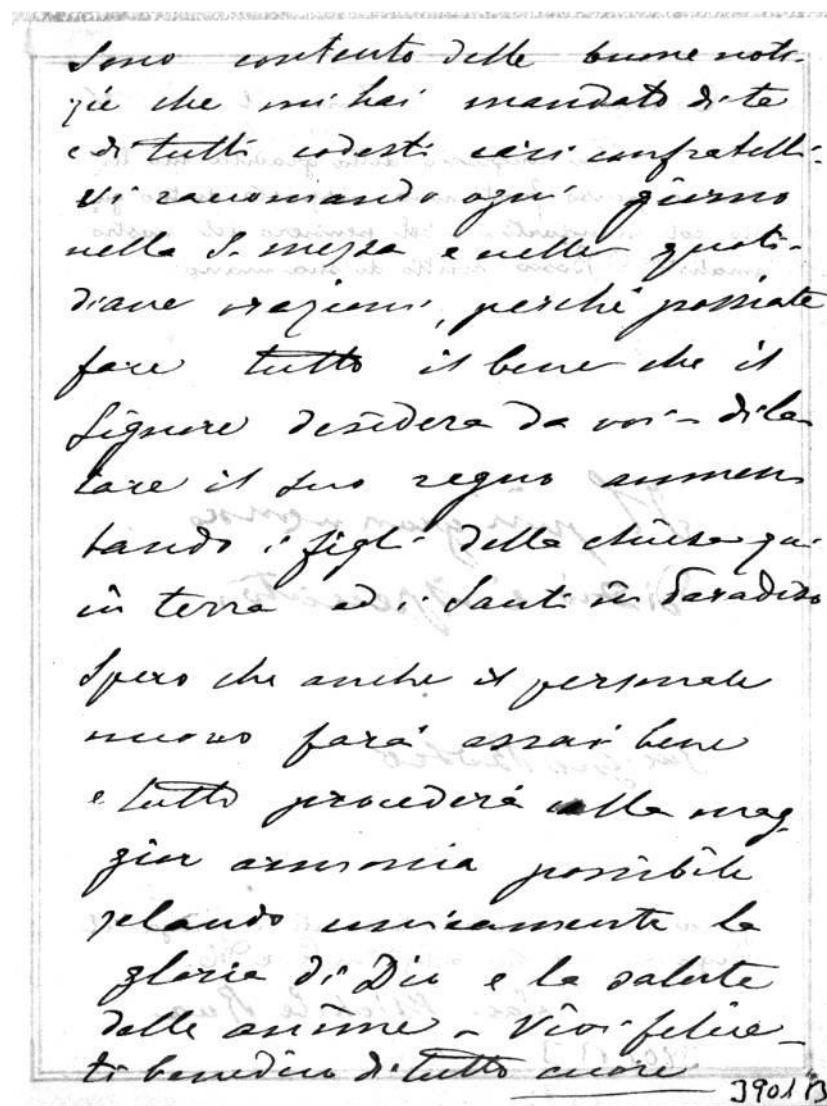 Sono contento delle buone noti-
zie che mi hai mandato di te
e di tutti codesti cari confratelli.
Vi raccomando ogni giorno
nella S. messa e nelle quoti-
diane orazioni, perché possiate
fare tutto il bene che il
Signore desidera da voi - dila
tare il suo regno aumen
tando i figli della chiesa qui
in terra ed i Santi in Paradiso
Spero che anche il personale
nuovo farà assai bene
e tutto procederà colla mag-
gior armonia possibile
zelando unicamente la
gloria di Dio e la salute
delle anime - Vivi felice -
ti benedico di tutto cuore
3901 B